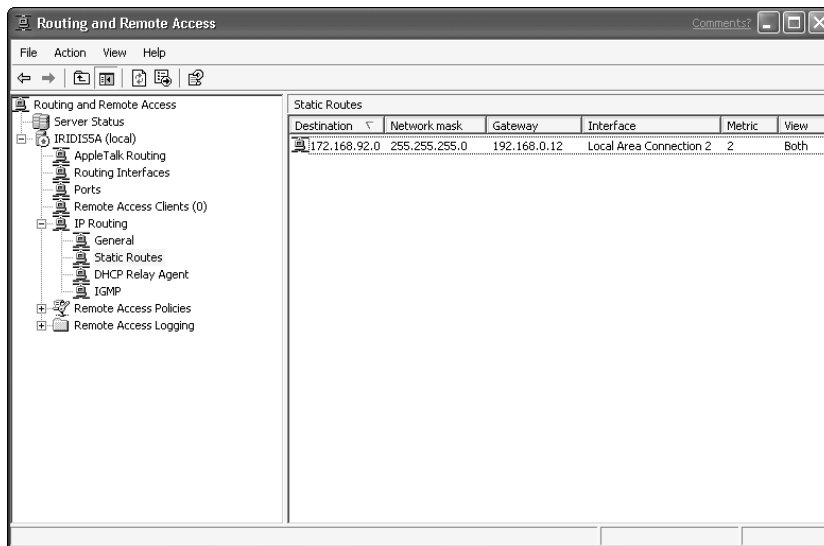 Routing and Remote Access
Comments?
File Action View Help
Routing and Remote Access
Server Status
IRIDIS5A (local)
AppleTalk Routing
Routing Interfaces
Ports
Remote Access Clients (0)
IP Routing
General
Static Routes
DHCP Relay Agent
IGMP
Remote Access Policies
Remote Access Logging
Static Routes
Destination Network mask Gateway Interface Metric View
172.168.92.0 255.255.255.0 192.168.0.12 Local Area Connection 2 2 Both